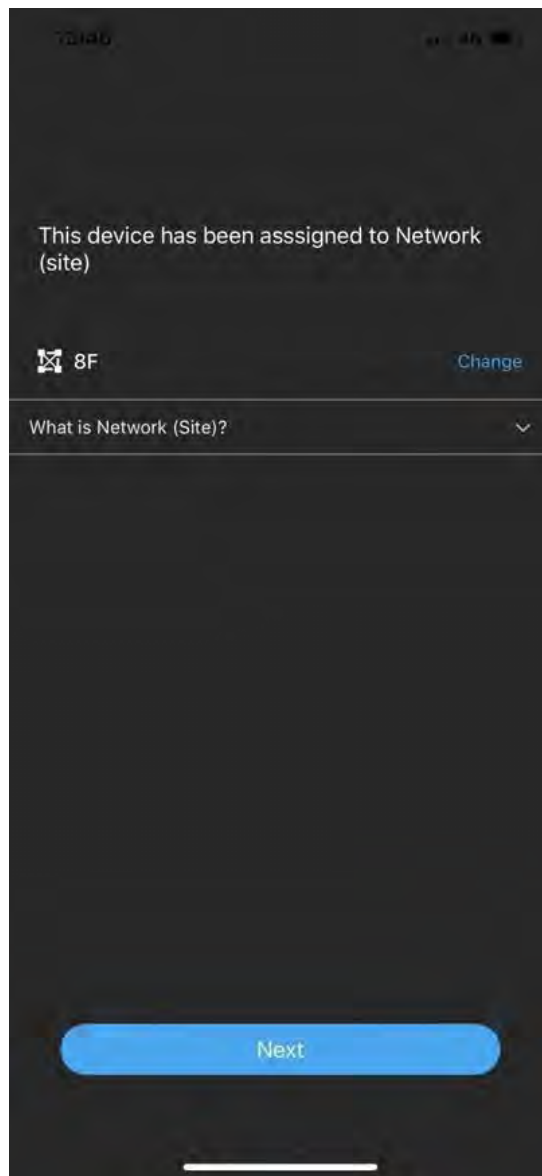 This device has been asssigned to Network
(site)
8F
Change
What is Network (Site)?
Next